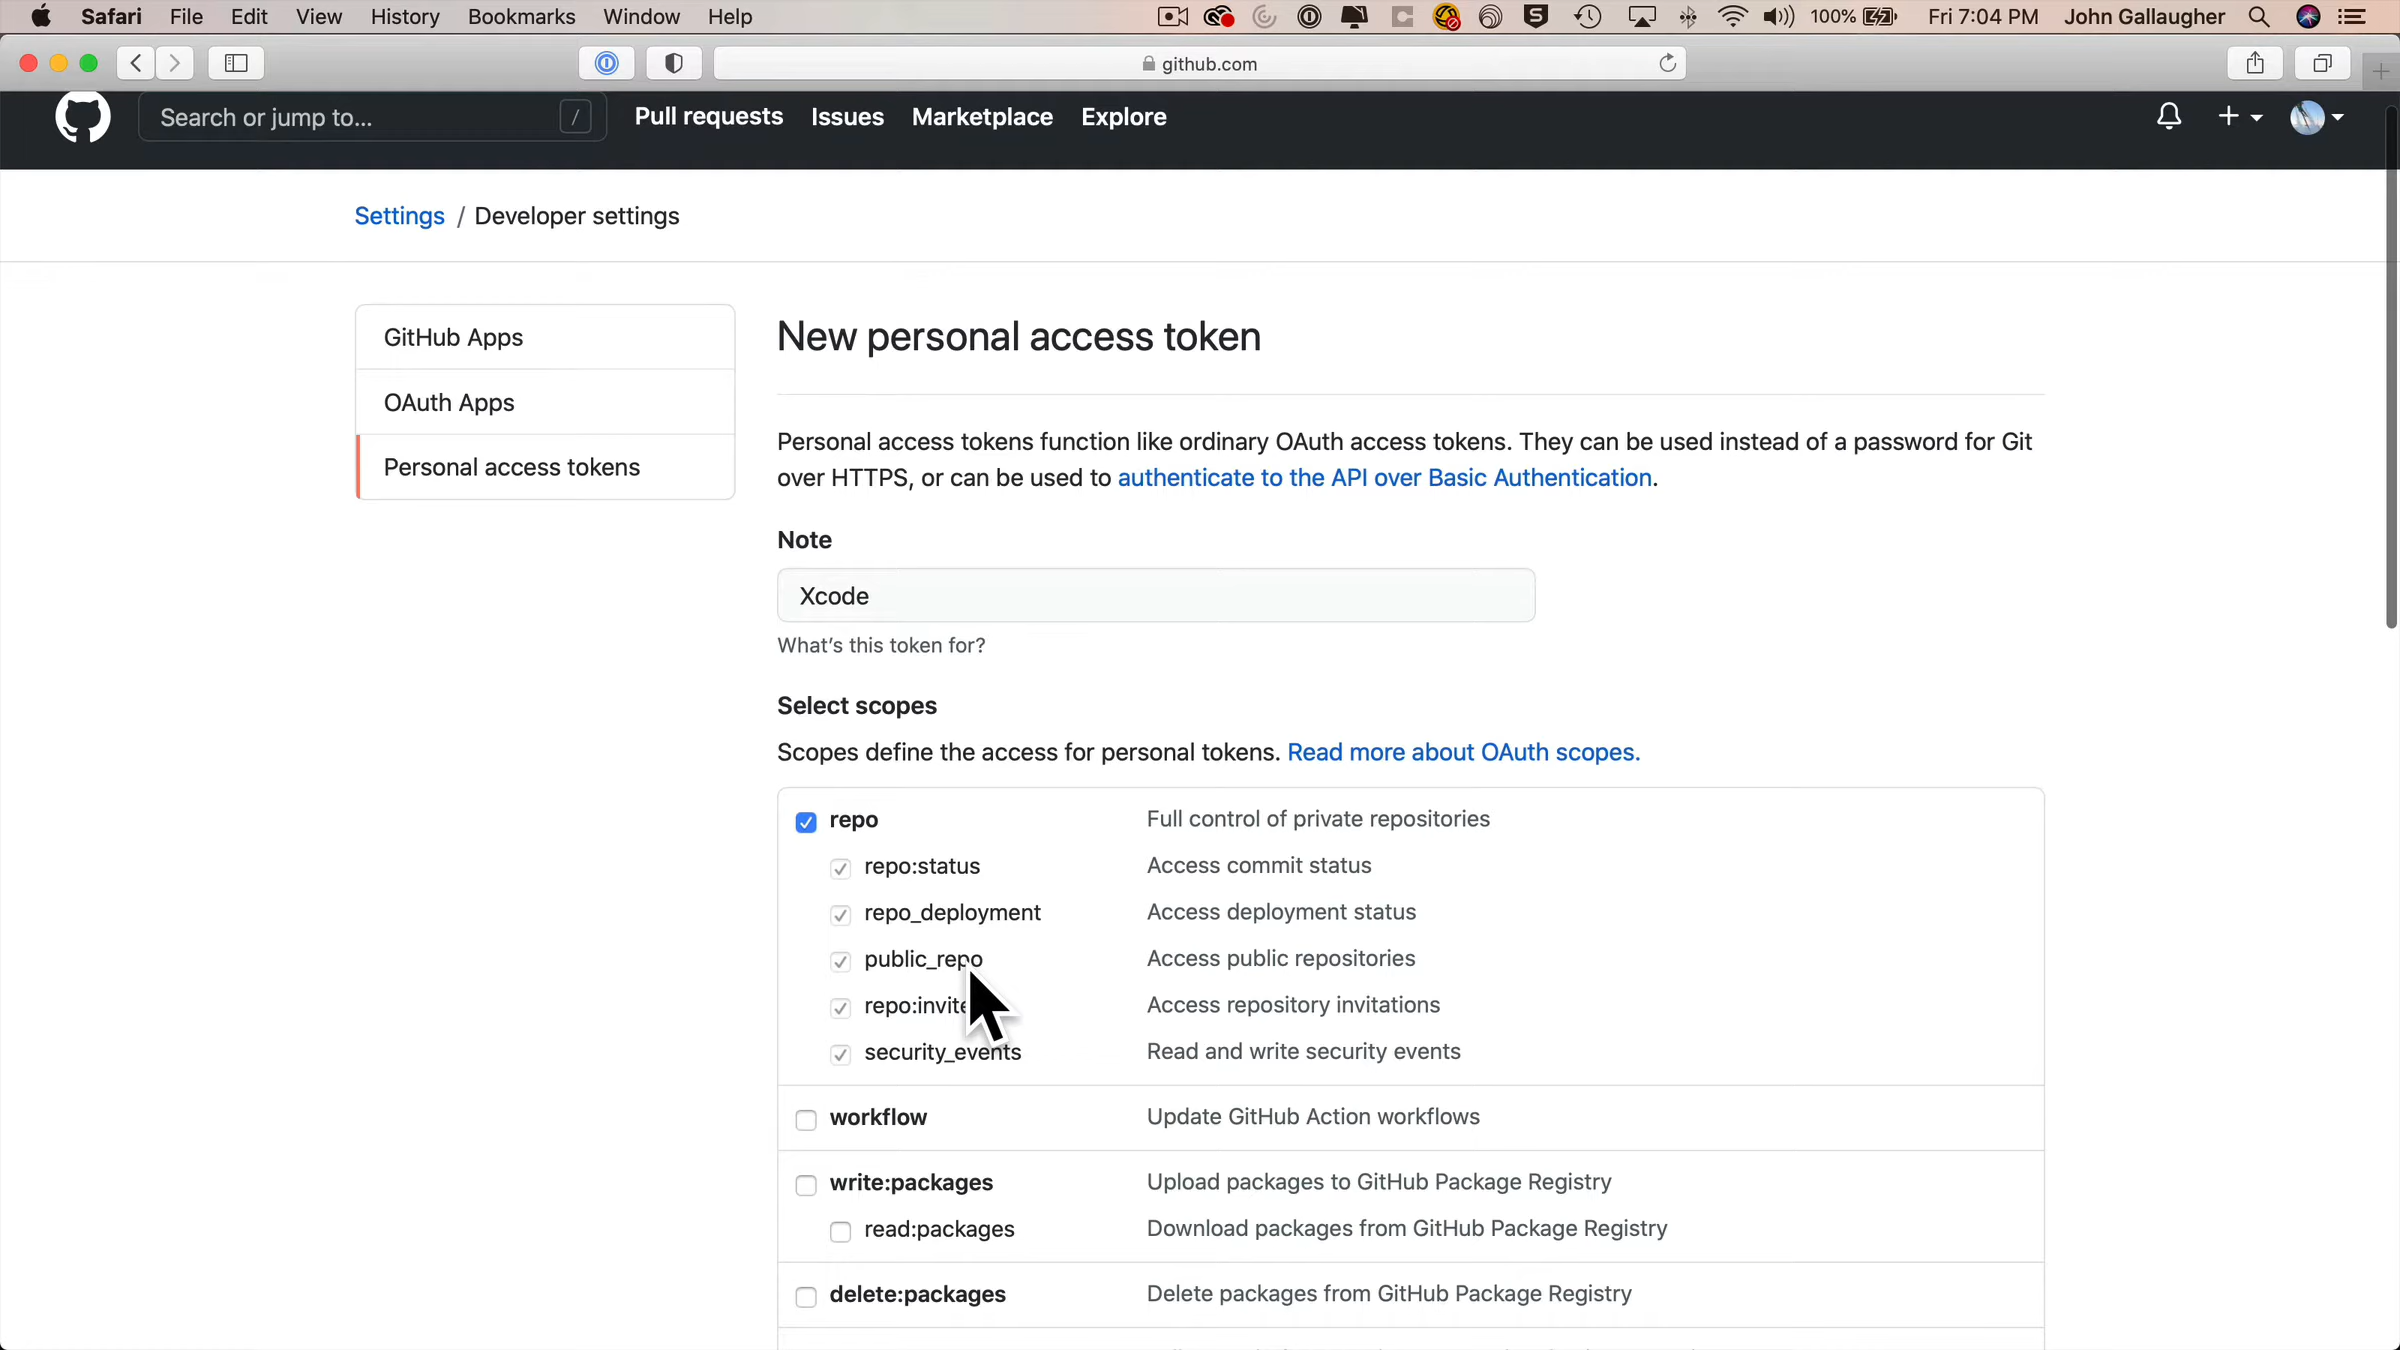 Safari File Edit View History Bookmarks Window Help 100% Fri 7:04 PM John Gallaugher
github.com
Search or jump to... / Pull requests Issues Marketplace Explore
Settings / Developer settings
GitHub Apps
OAuth Apps
Personal access tokens
New personal access token
Personal access tokens function like ordinary OAuth access tokens. They can be used instead of a password for Git
over HTTPS, or can be used to authenticate to the API over Basic Authentication.
Note
Xcode
What's this token for?
Select scopes
Scopes define the access for personal tokens. Read more about OAuth scopes.
repo Full control of private repositories
repo:status Access commit status
repo_deployment Access deployment status
public_repo Access public repositories
repo:invite Access repository invitations
security_events Read and write security events
workflow Update GitHub Action workflows
write:packages Upload packages to GitHub Package Registry
read:packages Download packages from GitHub Package Registry
delete:packages Delete packages from GitHub Package Registry